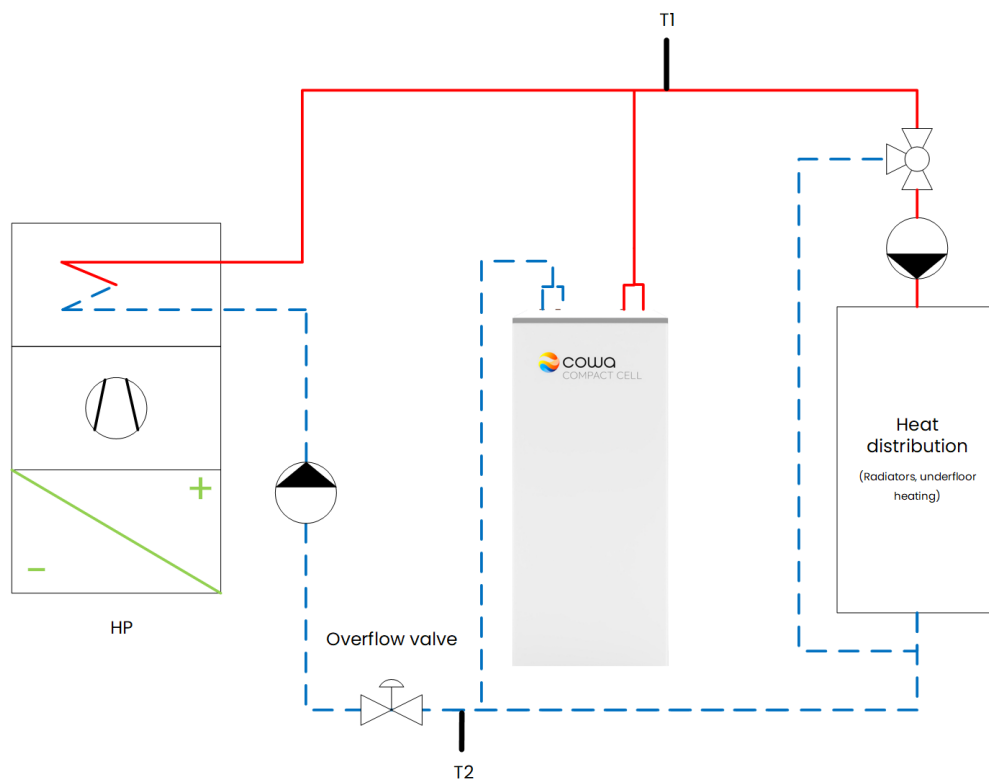 T1
cowa
COMPACT CELL
Heat
distribution
(Radiators, underfloor
heating)
+
−
HP
Overflow valve
T2